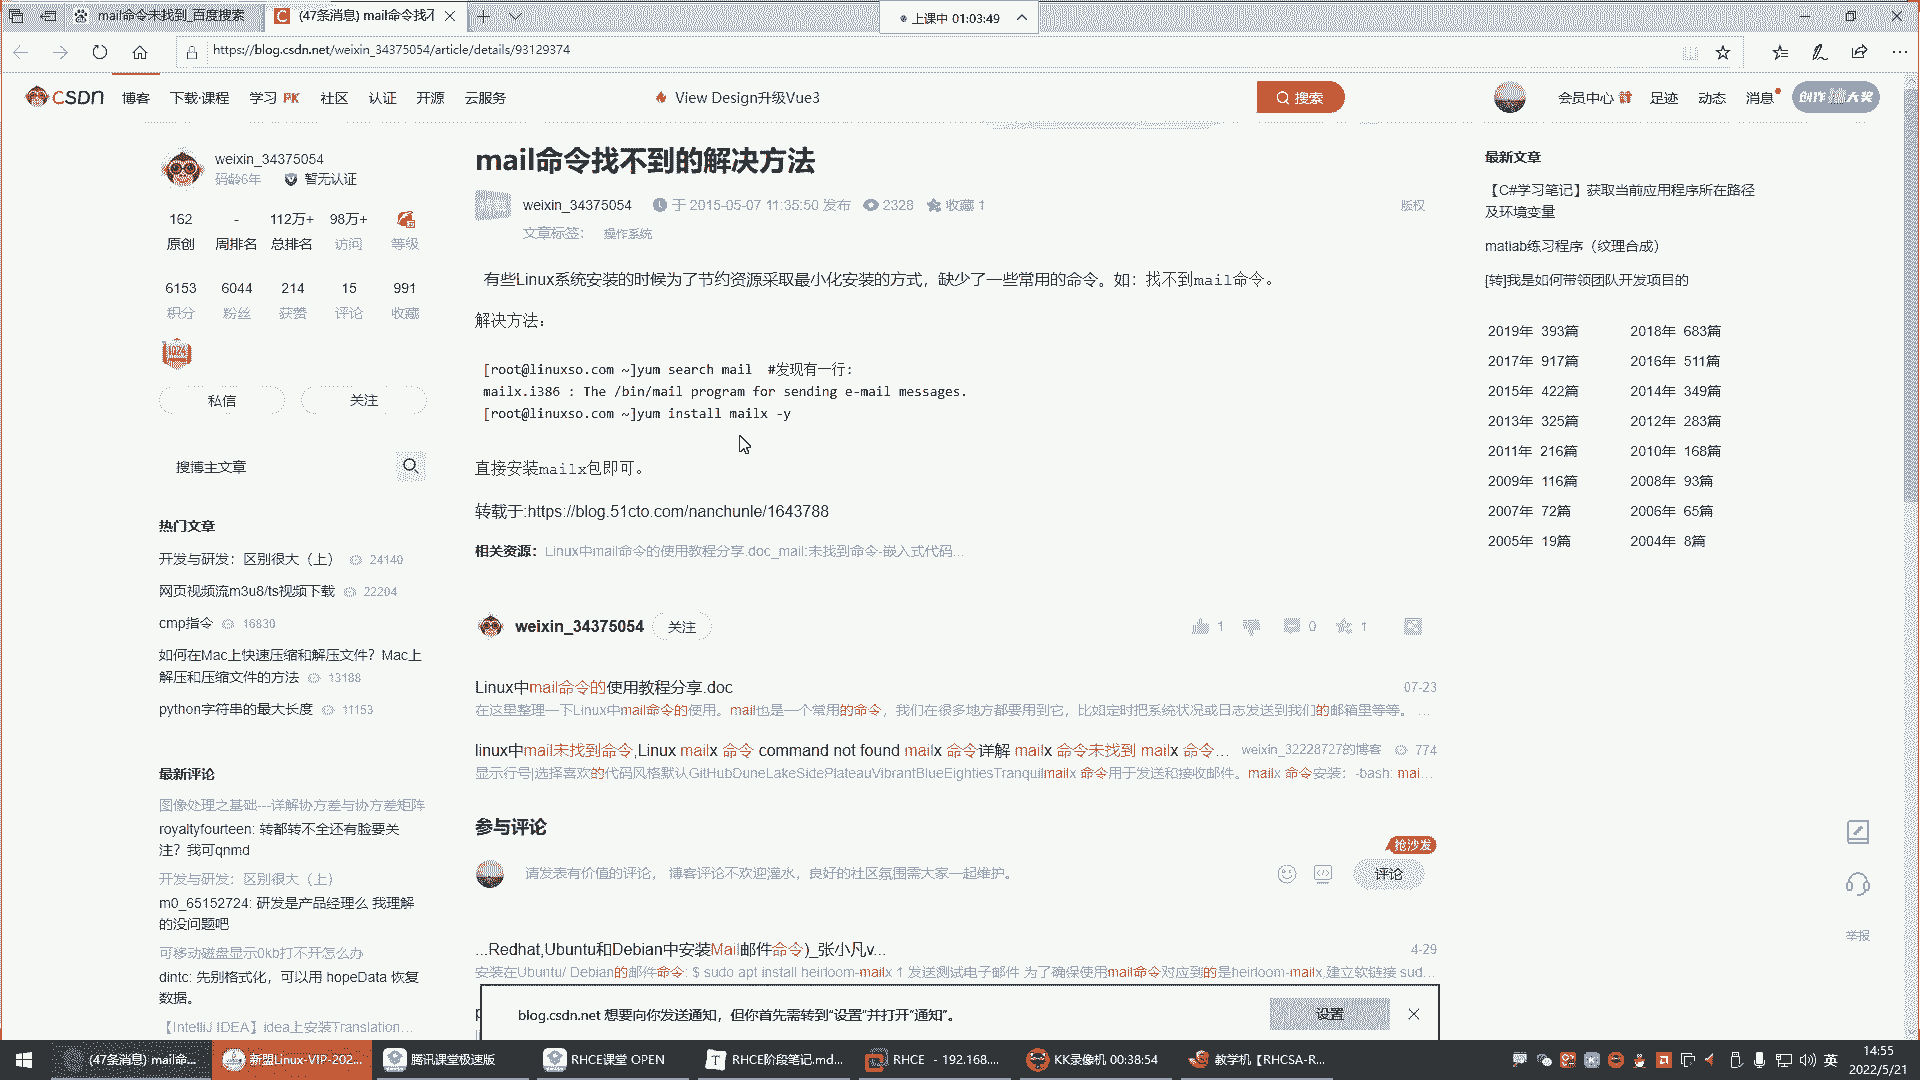 mail命令未找到_百度搜索
(47条消息) mail命令找不
上课中 01:03:49
https://blog.csdn.net/weixin_34375054/article/details/93129374
CSDN 博客 下载·课程 学习 PK 社区 认证 开源 云服务 View Design升级Vue3 搜索 会员中心 足迹 动态 消息
weixin_34375054
码龄6年 暂无认证
162 - 112万+ 98万+
原创 周排名 总排名 访问 等级
6153 6044 214 15 991
积分 粉丝 获赞 评论 收藏
1024
私信 关注
搜博主文章
热门文章
开发与研发：区别很大（上） 24140
网页视频流m3u8/ts视频下载 22204
cmp指令 16830
如何在Mac上快速压缩和解压文件？Mac上
解压和压缩文件的方法 13188
python字符串的最大长度 11153
最新评论
图像处理之基础---详解协方差与协方差矩阵
royaltyfourteen: 转都转不全还有脸要关
注？我可qnmd
开发与研发：区别很大（上）
m0_65152724: 研发是产品经理么 我理解
的没问题吧
可移动磁盘显示0kb打不开怎么办
dintc: 先别格式化，可以用 hopeData 恢复
数据。
【IntelliJ IDEA】idea上安装Translation...
mail命令找不到的解决方法
weixin_34375054 于 2015-05-07 11:35:50 发布 2328 收藏 1 版权
文章标签： 操作系统
有些Linux系统安装的时候为了节约资源采取最小化安装的方式，缺少了一些常用的命令。如：找不到mail命令。
解决方法：
[root@linuxso.com ~]yum search mail #发现有一行:
mailx.i386 : The /bin/mail program for sending e-mail messages.
[root@linuxso.com ~]yum install mailx -y
直接安装mailx包即可。
转载于:https://blog.51cto.com/nanchunle/1643788
相关资源：Linux中mail命令的使用教程分享.doc_mail:未找到命令-嵌入式代码...
weixin_34375054 关注 1 0 1
Linux中mail命令的使用教程分享.doc 07-23
在这里整理一下Linux中mail命令的使用。mail也是一个常用的命令，我们在很多地方都要用到它，比如定时把系统状况或日志发送到我们的邮箱里等等。 ...
linux中mail未找到命令,Linux mailx 命令 command not found mailx 命令详解 mailx 命令未找到 mailx 命令... weixin_32228727的博客 774
显示行号|选择喜欢的代码风格默认GitHubDuneLakeSidePlateauVibrantBlueEightiesTranquilmailx 命令用于发送和接收邮件。mailx 命令安装：-bash: mai...
参与评论
抢沙发
请发表有价值的评论， 博客评论不欢迎灌水，良好的社区氛围需大家一起维护。 评论
...Redhat,Ubuntu和Debian中安装Mail邮件命令)_张小凡v... 4-29
安装在Ubuntu/ Debian的邮件命令: $ sudo apt install heirloom-mailx 1 发送测试电子邮件 为了确保使用mail命令对应到的是heirloom-mailx,建立软链接 sud...
blog.csdn.net 想要向你发送通知，但你首先需转到“设置”并打开“通知”。 设置
最新文章
【C#学习笔记】获取当前应用程序所在路径
及环境变量
matlab练习程序（纹理合成）
[转]我是如何带领团队开发项目的
2019年 393篇 2018年 683篇
2017年 917篇 2016年 511篇
2015年 422篇 2014年 349篇
2013年 325篇 2012年 283篇
2011年 216篇 2010年 168篇
2009年 116篇 2008年 93篇
2007年 72篇 2006年 65篇
2005年 19篇 2004年 8篇
举报
(47条消息) mail命... 新盟Linux-VIP-202... 腾讯课堂极速版 RHCE课堂 OPEN RHCE阶段笔记.md... RHCE - 192.168.... KK录像机 00:38:54 教学机【RHCSA-R... 英 14:55
2022/5/21